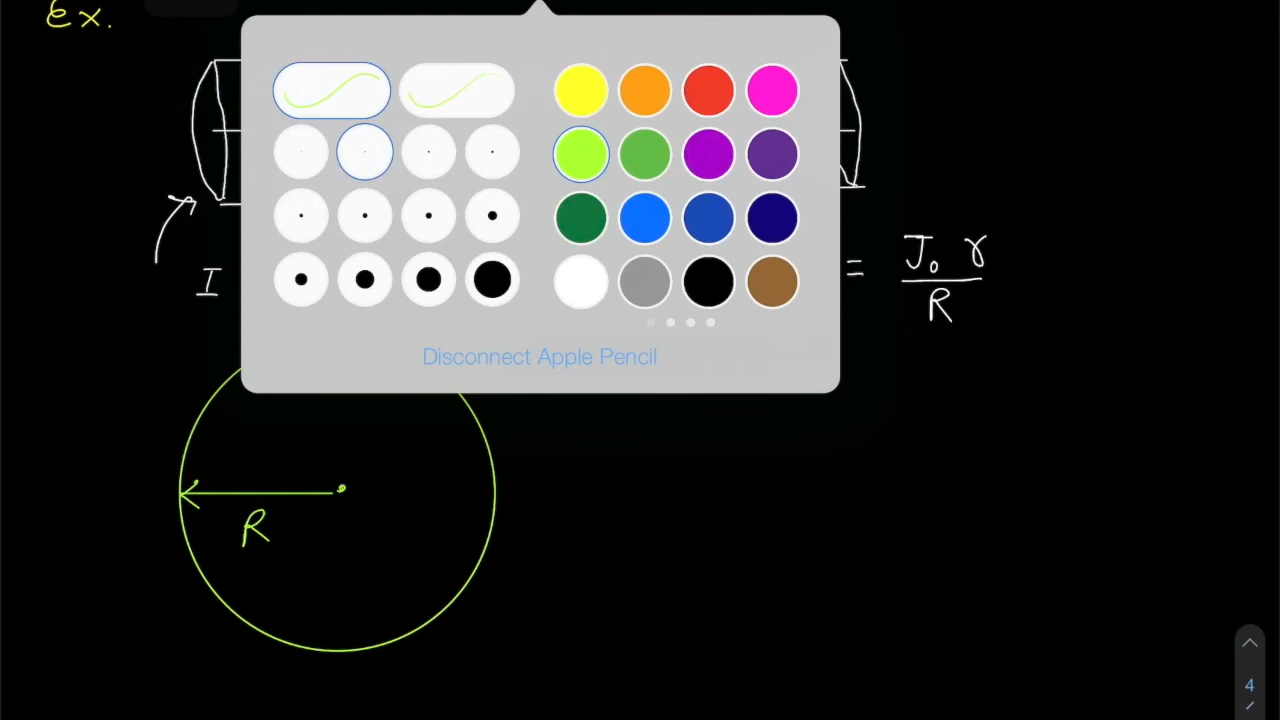 Ex.
= J₀ r / R
I
Disconnect Apple Pencil
R
4